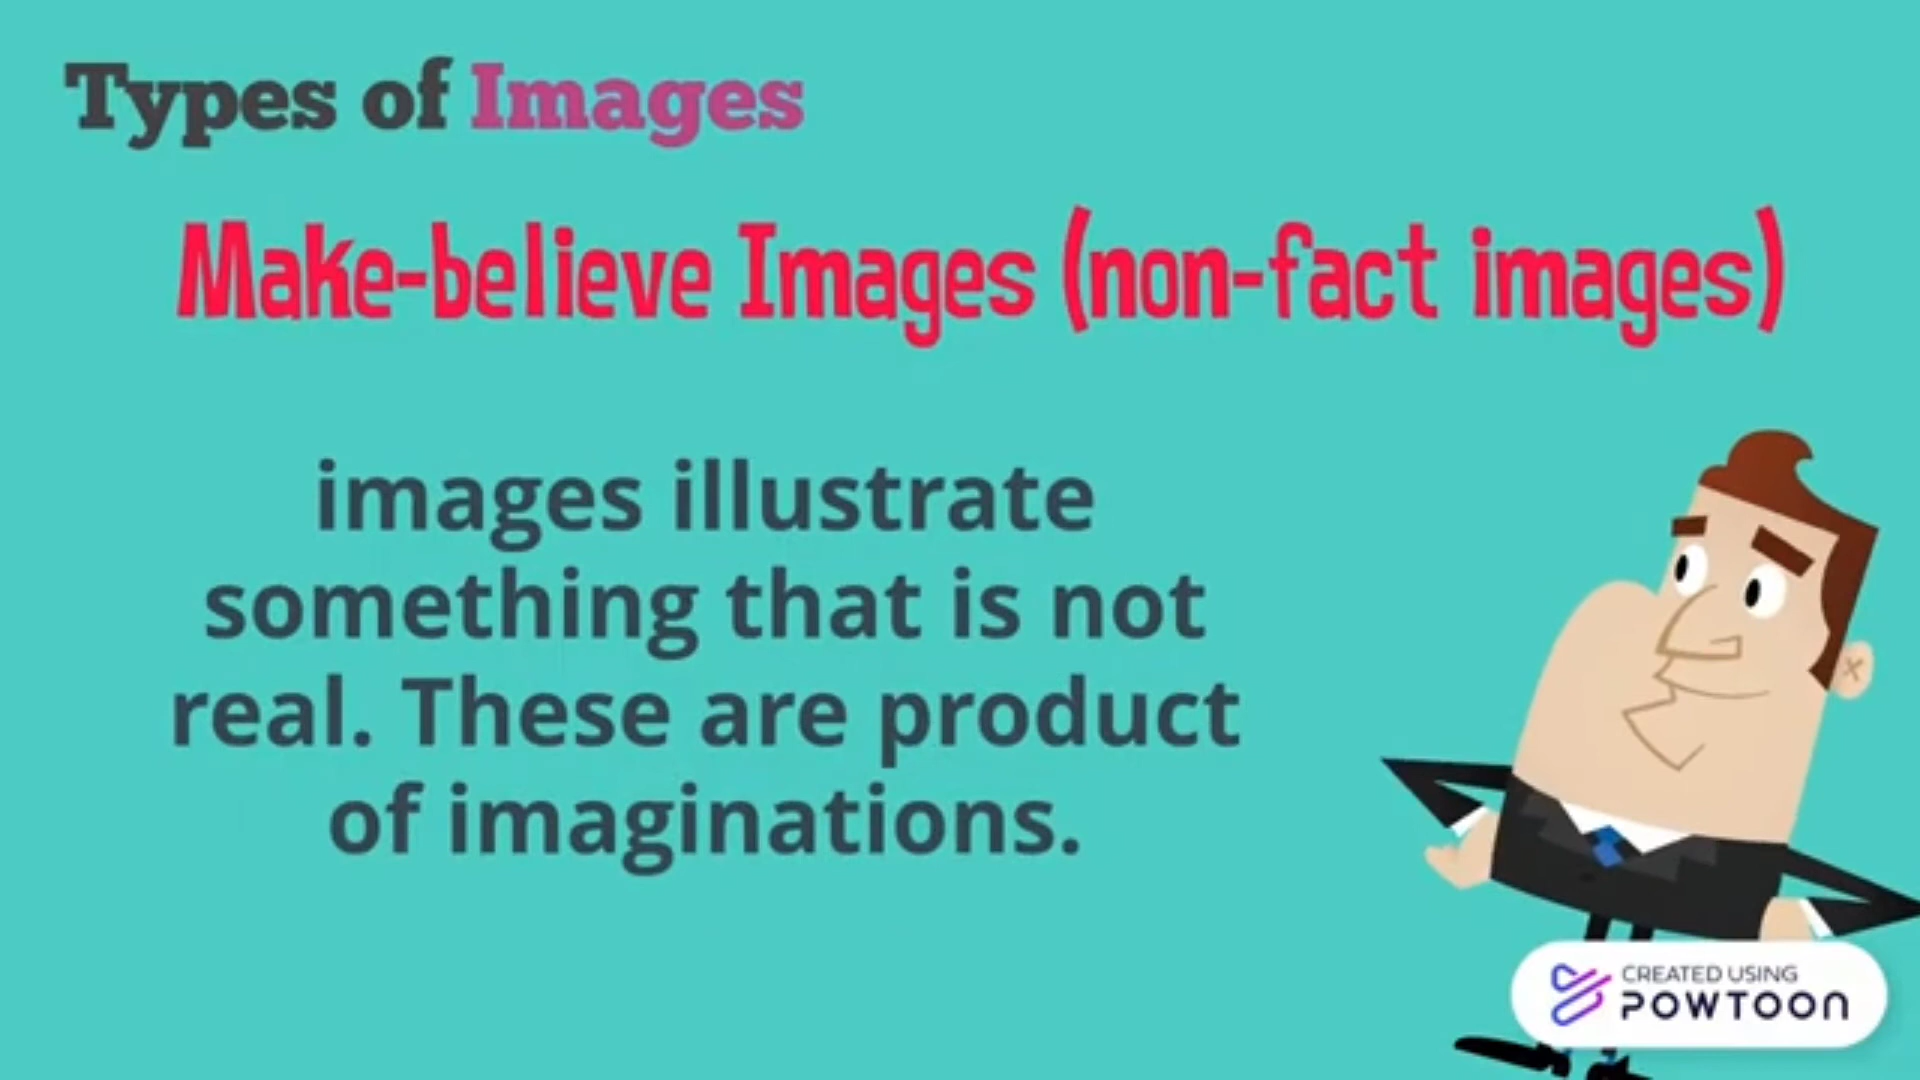 Types of Images
Make-believe Images (non-fact images)
images illustrate
something that is not
real. These are product
of imaginations.
CREATED USING
POWTOON